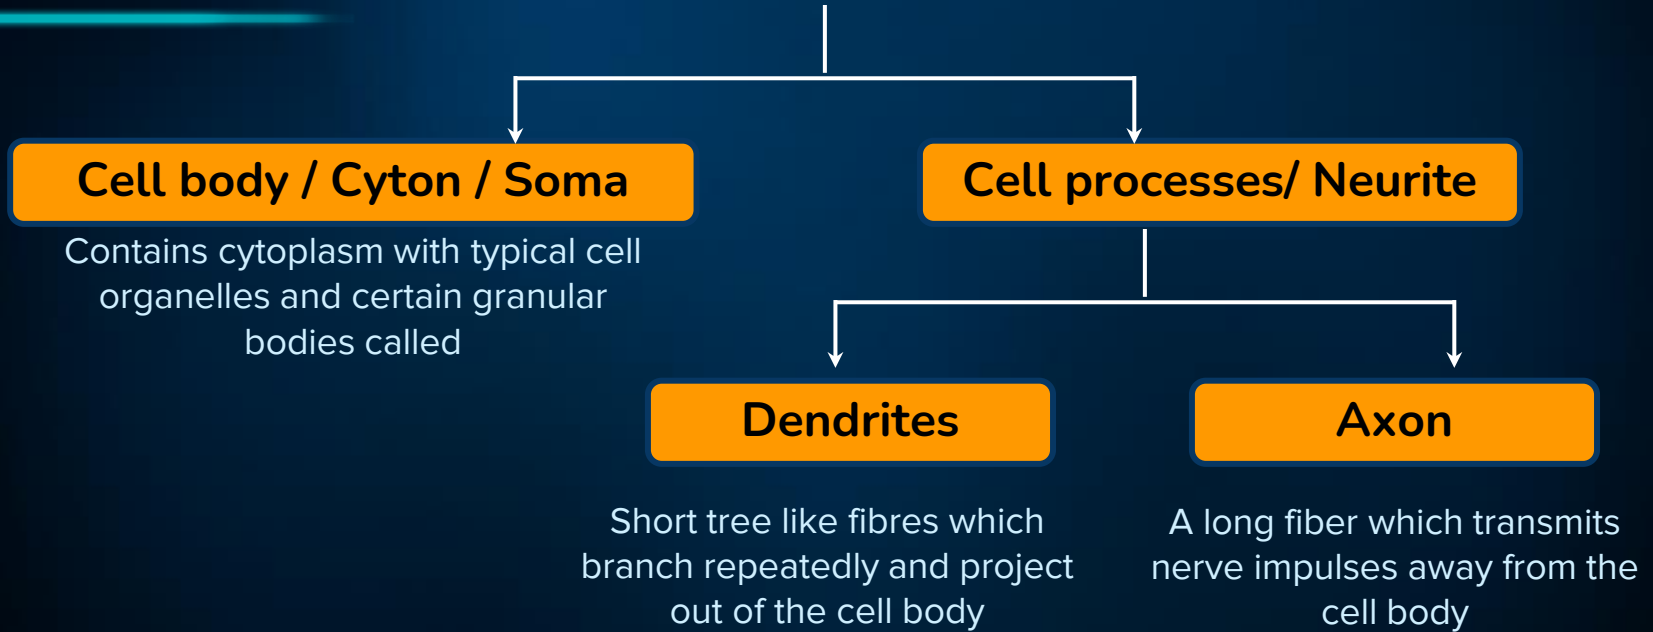 Cell body / Cyton / Soma
Contains cytoplasm with typical cell
organelles and certain granular
bodies called
Cell processes/ Neurite
Dendrites
Short tree like fibres which
branch repeatedly and project
out of the cell body
Axon
A long fiber which transmits
nerve impulses away from the
cell body